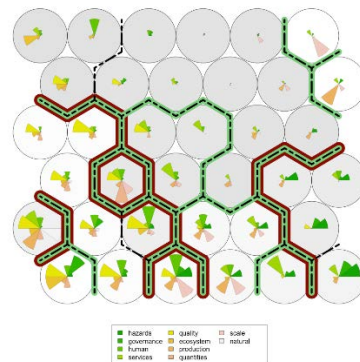 hazards quality scale
governance ecosystem natural
human production
services quantities